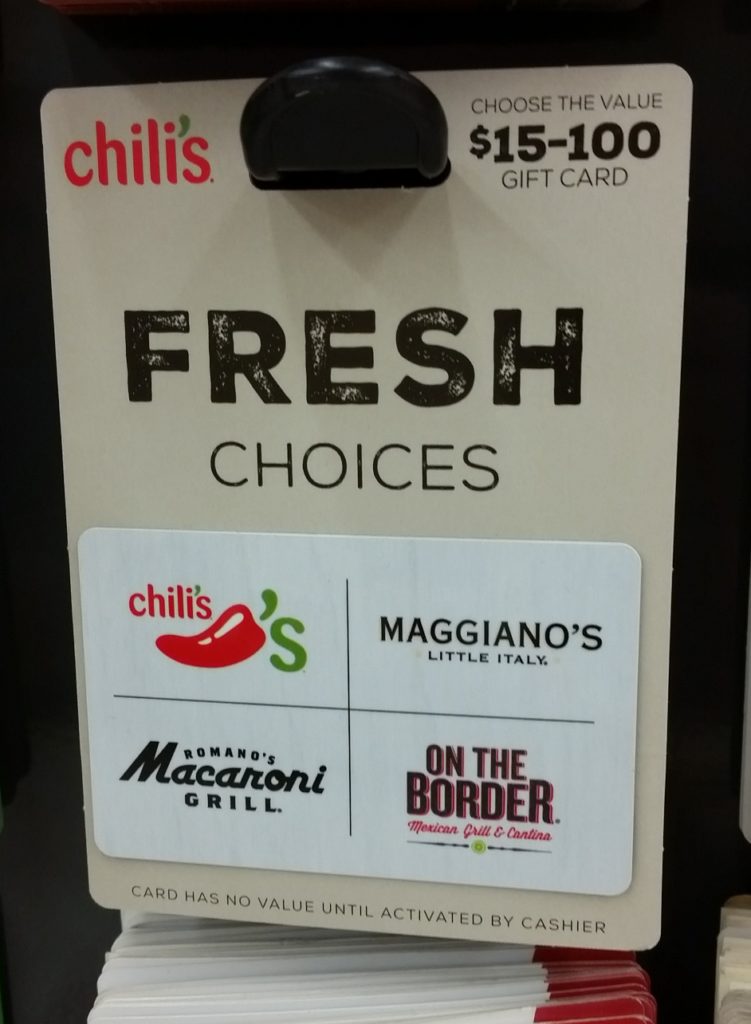 chili's
CHOOSE THE VALUE
$15–100
GIFT CARD
FRESH
CHOICES
chili's 's
MAGGIANO'S
LITTLE ITALY.
ROMANO'S
Macaroni
GRILL.
ON THE
BORDER.
Mexican Grill & Cantina
CARD HAS NO VALUE UNTIL ACTIVATED BY CASHIER